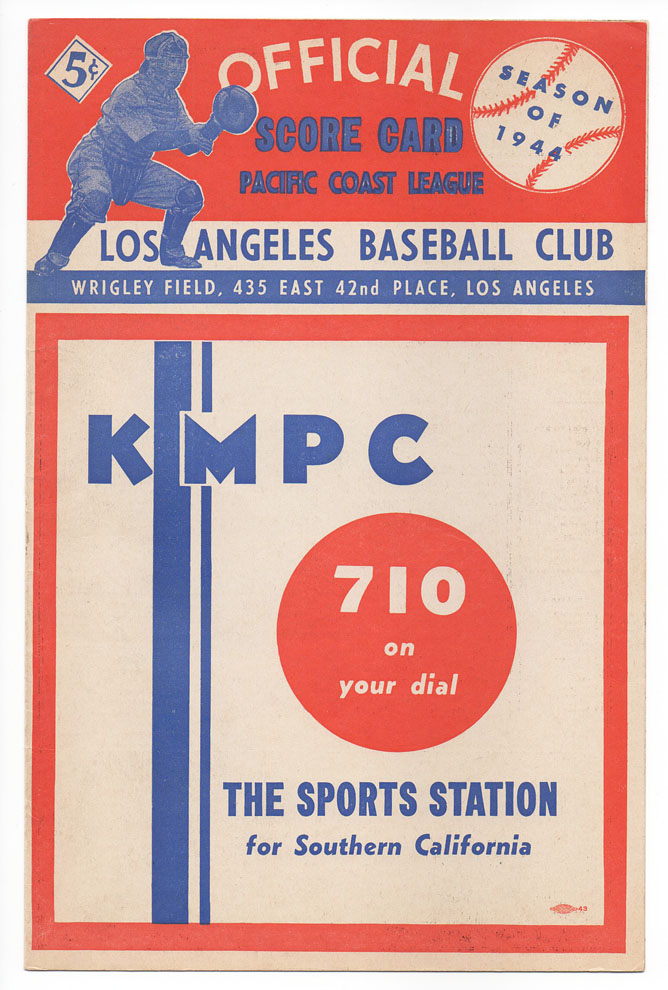 5¢
OFFICIAL
SCORE CARD
PACIFIC COAST LEAGUE
SEASON
OF
1944
LOS ANGELES BASEBALL CLUB
WRIGLEY FIELD, 435 EAST 42nd PLACE, LOS ANGELES
KMPC
710
on
your dial
THE SPORTS STATION
for Southern California
43